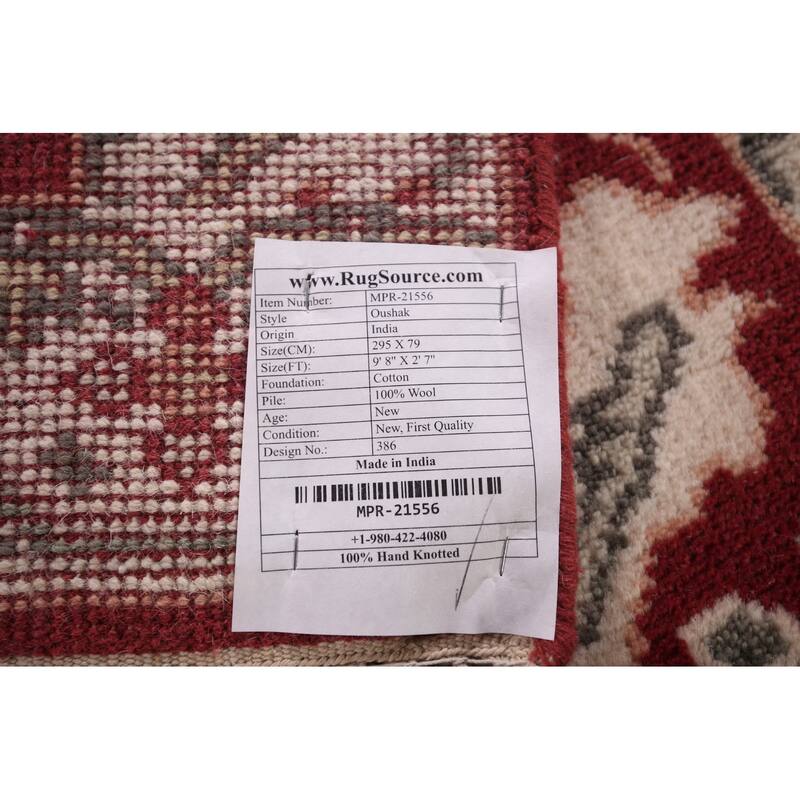 www.RugSource.com
Item Number: MPR-21556
Style Oushak
Origin India
Size(CM): 295 X 79
Size(FT): 9' 8" X 2' 7"
Foundation: Cotton
Pile: 100% Wool
Age: New
Condition: New, First Quality
Design No.: 386
Made in India
MPR-21556
+1-980-422-4080
100% Hand Knotted